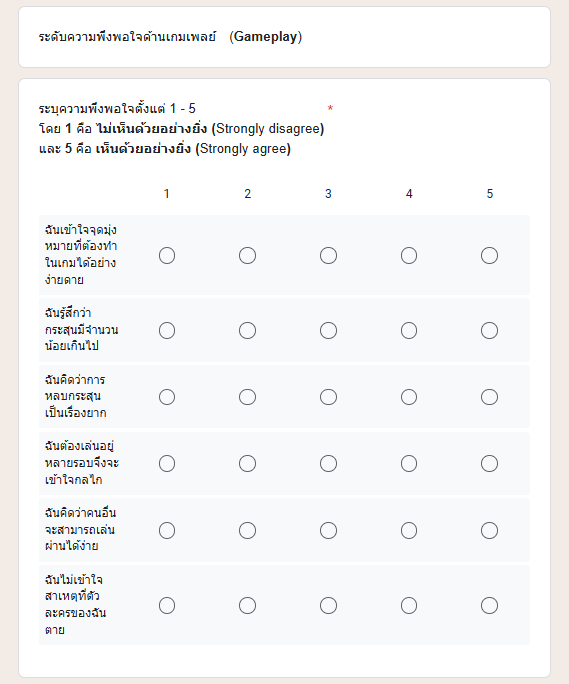 ระดับความพึงพอใจด้านเกมเพลย์ (Gameplay)
ระบุความพึงพอใจตั้งแต่ 1 - 5 *
โดย 1 คือ ไม่เห็นด้วยอย่างยิ่ง (Strongly disagree)
และ 5 คือ เห็นด้วยอย่างยิ่ง (Strongly agree)
1 2 3 4 5
ฉันเข้าใจจุดมุ่ง
หมายที่ต้องทำ
ในเกมได้อย่าง
ง่ายดาย
ฉันรู้สึกว่า
กระสุนมีจำนวน
น้อยเกินไป
ฉันคิดว่าการ
หลบกระสุน
เป็นเรื่องยาก
ฉันต้องเล่นอยู่
หลายรอบจึงจะ
เข้าใจกลไก
ฉันคิดว่าคนอื่น
จะสามารถเล่น
ผ่านได้ง่าย
ฉันไม่เข้าใจ
สาเหตุที่ตัว
ละครของฉัน
ตาย